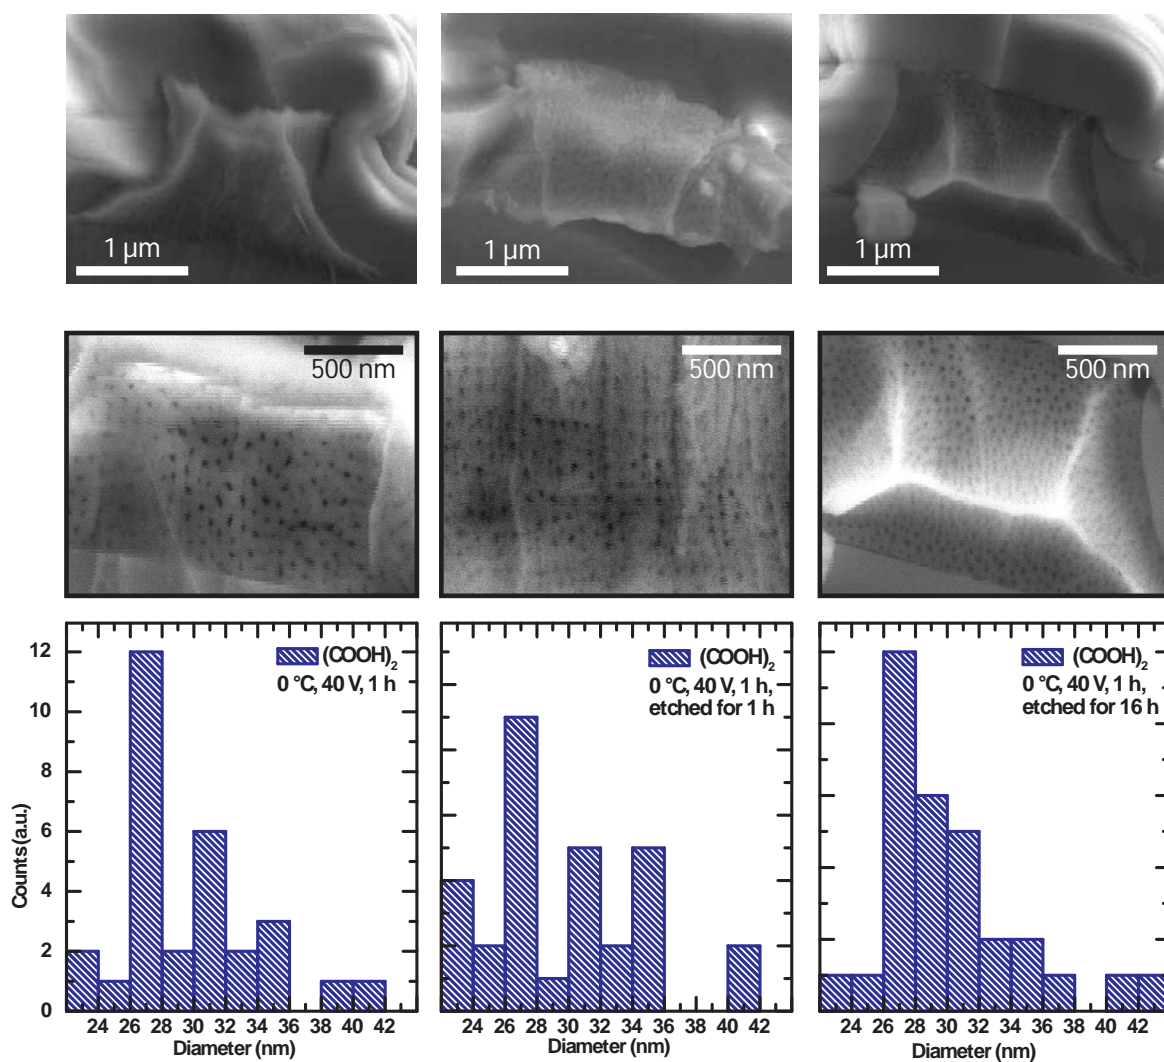 1 µm
1 µm
1 µm
500 nm
500 nm
500 nm
12
10
8
6
4
2
0
Counts (a.u.)
(COOH)2
0 °C, 40 V, 1 h
24 26 28 30 32 34 36 38 40 42
Diameter (nm)
(COOH)2
0 °C, 40 V, 1 h,
etched for 1 h
24 26 28 30 32 34 36 38 40 42
Diameter (nm)
(COOH)2
0 °C, 40 V, 1 h,
etched for 16 h
24 26 28 30 32 34 36 38 40 42
Diameter (nm)